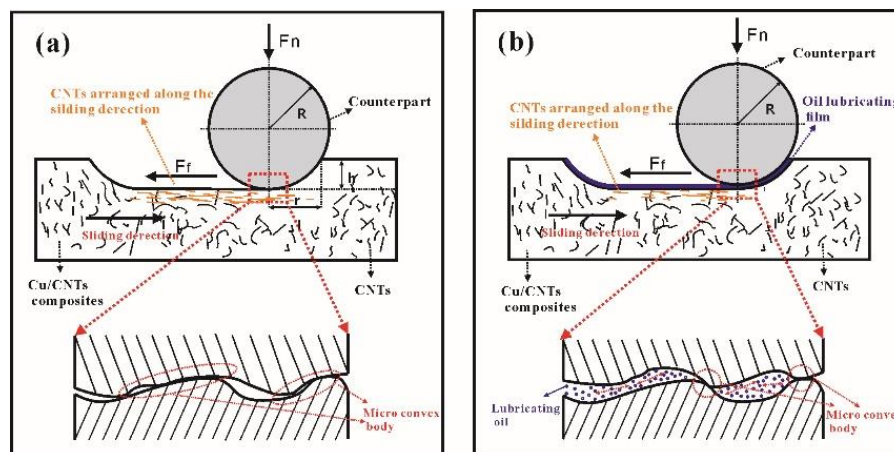 (a)
Fn
CNTs arranged along the
silding derection
R
Counterpart
Ff
h
r
Sliding derection
Cu/CNTs
composites
CNTs
Micro convex
body
(b)
Fn
Counterpart
CNTs arranged along the
silding derection
R
Oil lubricating
film
Ff
Sliding derection
Cu/CNTs
composites
CNTs
Lubricating
oil
Micro conve
body